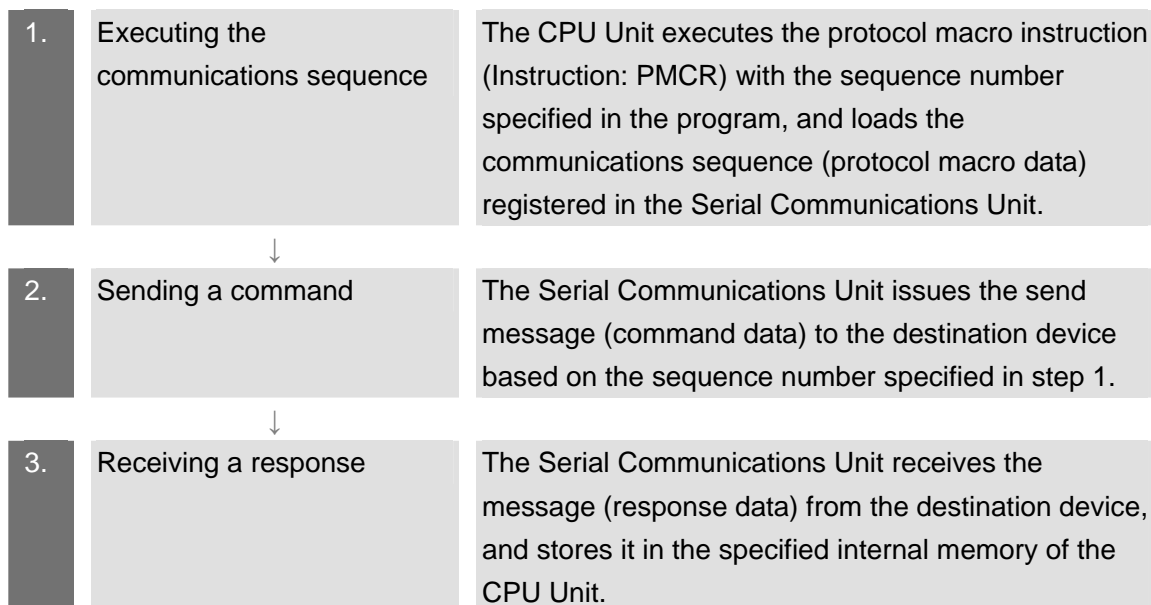 1.
Executing the
communications sequence
The CPU Unit executes the protocol macro instruction
(Instruction: PMCR) with the sequence number
specified in the program, and loads the
communications sequence (protocol macro data)
registered in the Serial Communications Unit.
↓
2.
Sending a command
The Serial Communications Unit issues the send
message (command data) to the destination device
based on the sequence number specified in step 1.
↓
3.
Receiving a response
The Serial Communications Unit receives the
message (response data) from the destination device,
and stores it in the specified internal memory of the
CPU Unit.